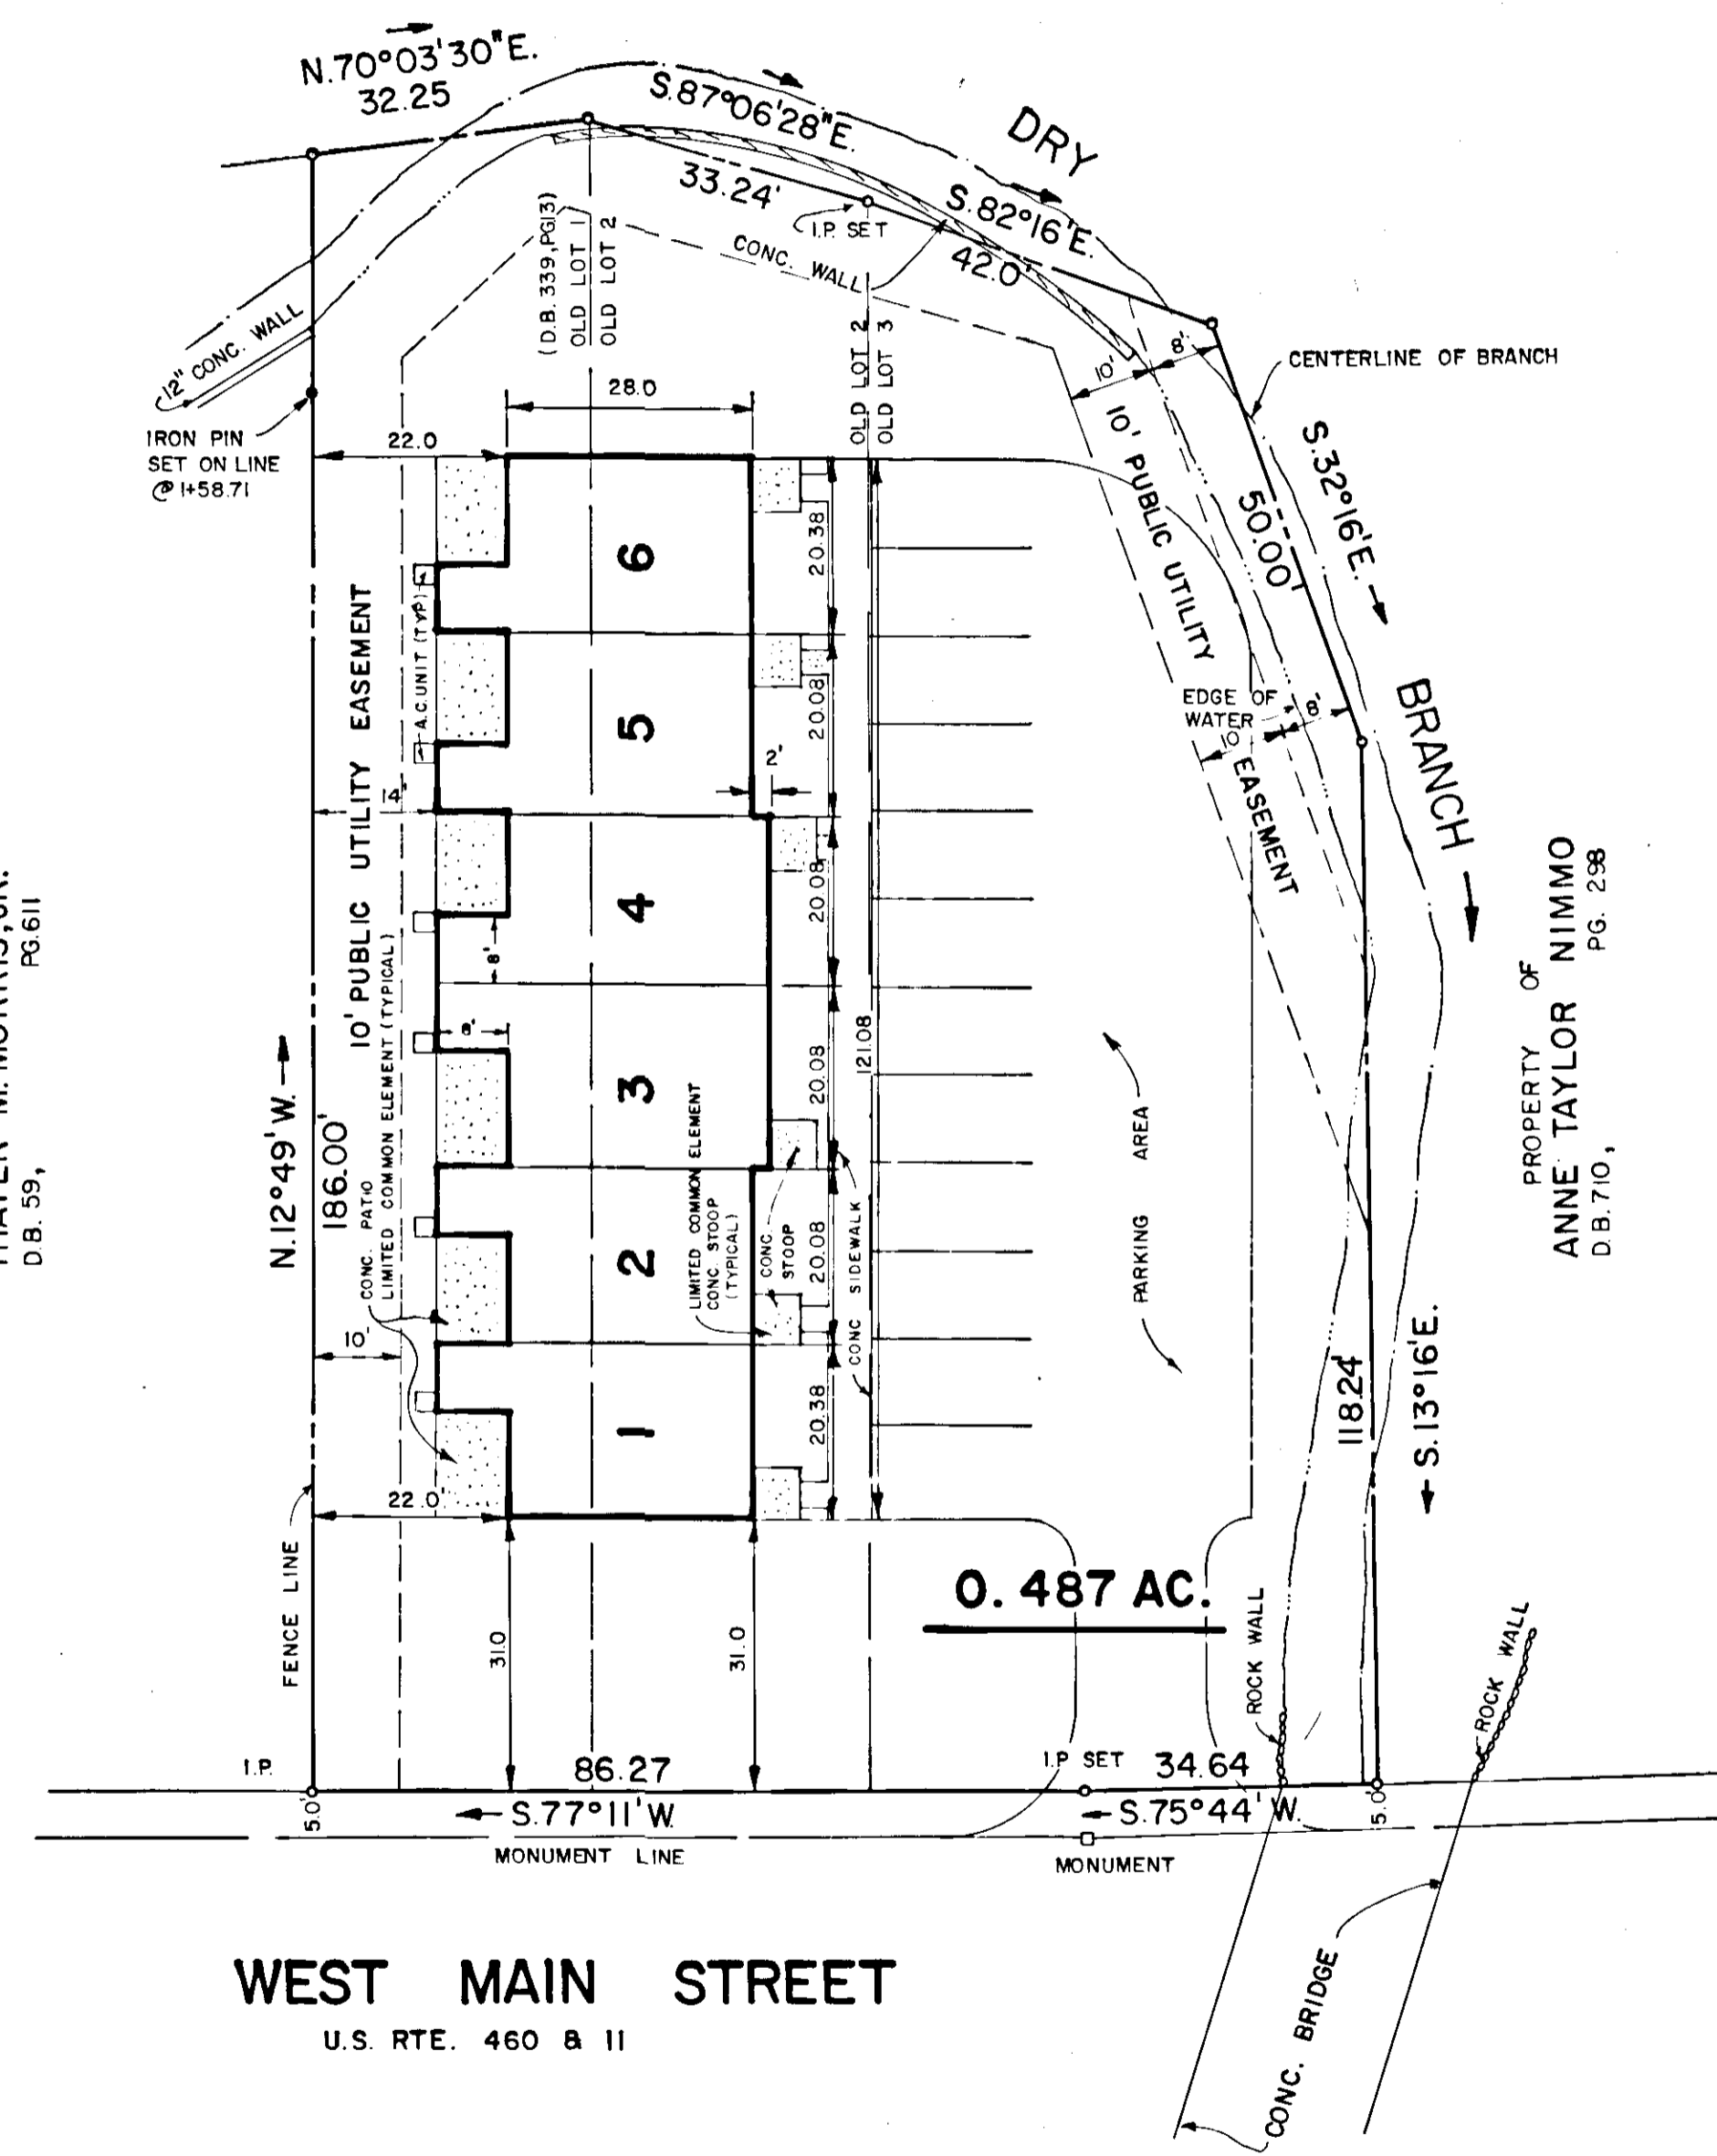 N.70°03'30"E.
32.25
S.87°06'28"E.
33.24'
DRY
S.82°16'E.
42.0'
I.P. SET
CONC. WALL
(D.B. 339, PG.13)
OLD LOT 1
OLD LOT 2
12" CONC. WALL
OLD LOT 2
OLD LOT 3
8'
10'
CENTERLINE OF BRANCH
IRON PIN
SET ON LINE
@ 1+58.71
28.0
22.0
10' PUBLIC UTILITY
EASEMENT
S.32°16'E.
50.00'
6
20.38
A.C. UNIT (TYP)
10' PUBLIC UTILITY EASEMENT
5
20.08
2'
14'
EDGE OF
WATER
8'
10'
BRANCH
4
20.08
8'
PG.611
D.B. 59,
PROPERTY OF
ANNE TAYLOR NIMMO
D.B. 710, PG. 298
N.12°49'W.
186.00'
CONC. PATIO
LIMITED COMMON ELEMENT (TYPICAL)
8'
3
20.08
121.08
LIMITED COMMON ELEMENT
CONC STOOP
(TYPICAL)
CONC.
STOOP
CONC SIDEWALK
PARKING AREA
2
20.08
10'
1
20.38
118.24'
S.13°16'E.
22.0'
FENCE LINE
31.0
31.0
0.487 AC.
ROCK WALL
ROCK WALL
I.P.
86.27
I.P SET
34.64
5.0'
S.77°11'W.
S.75°44'W.
5.0'
MONUMENT LINE
MONUMENT
WEST MAIN STREET
U.S. RTE. 460 & 11
CONC. BRIDGE